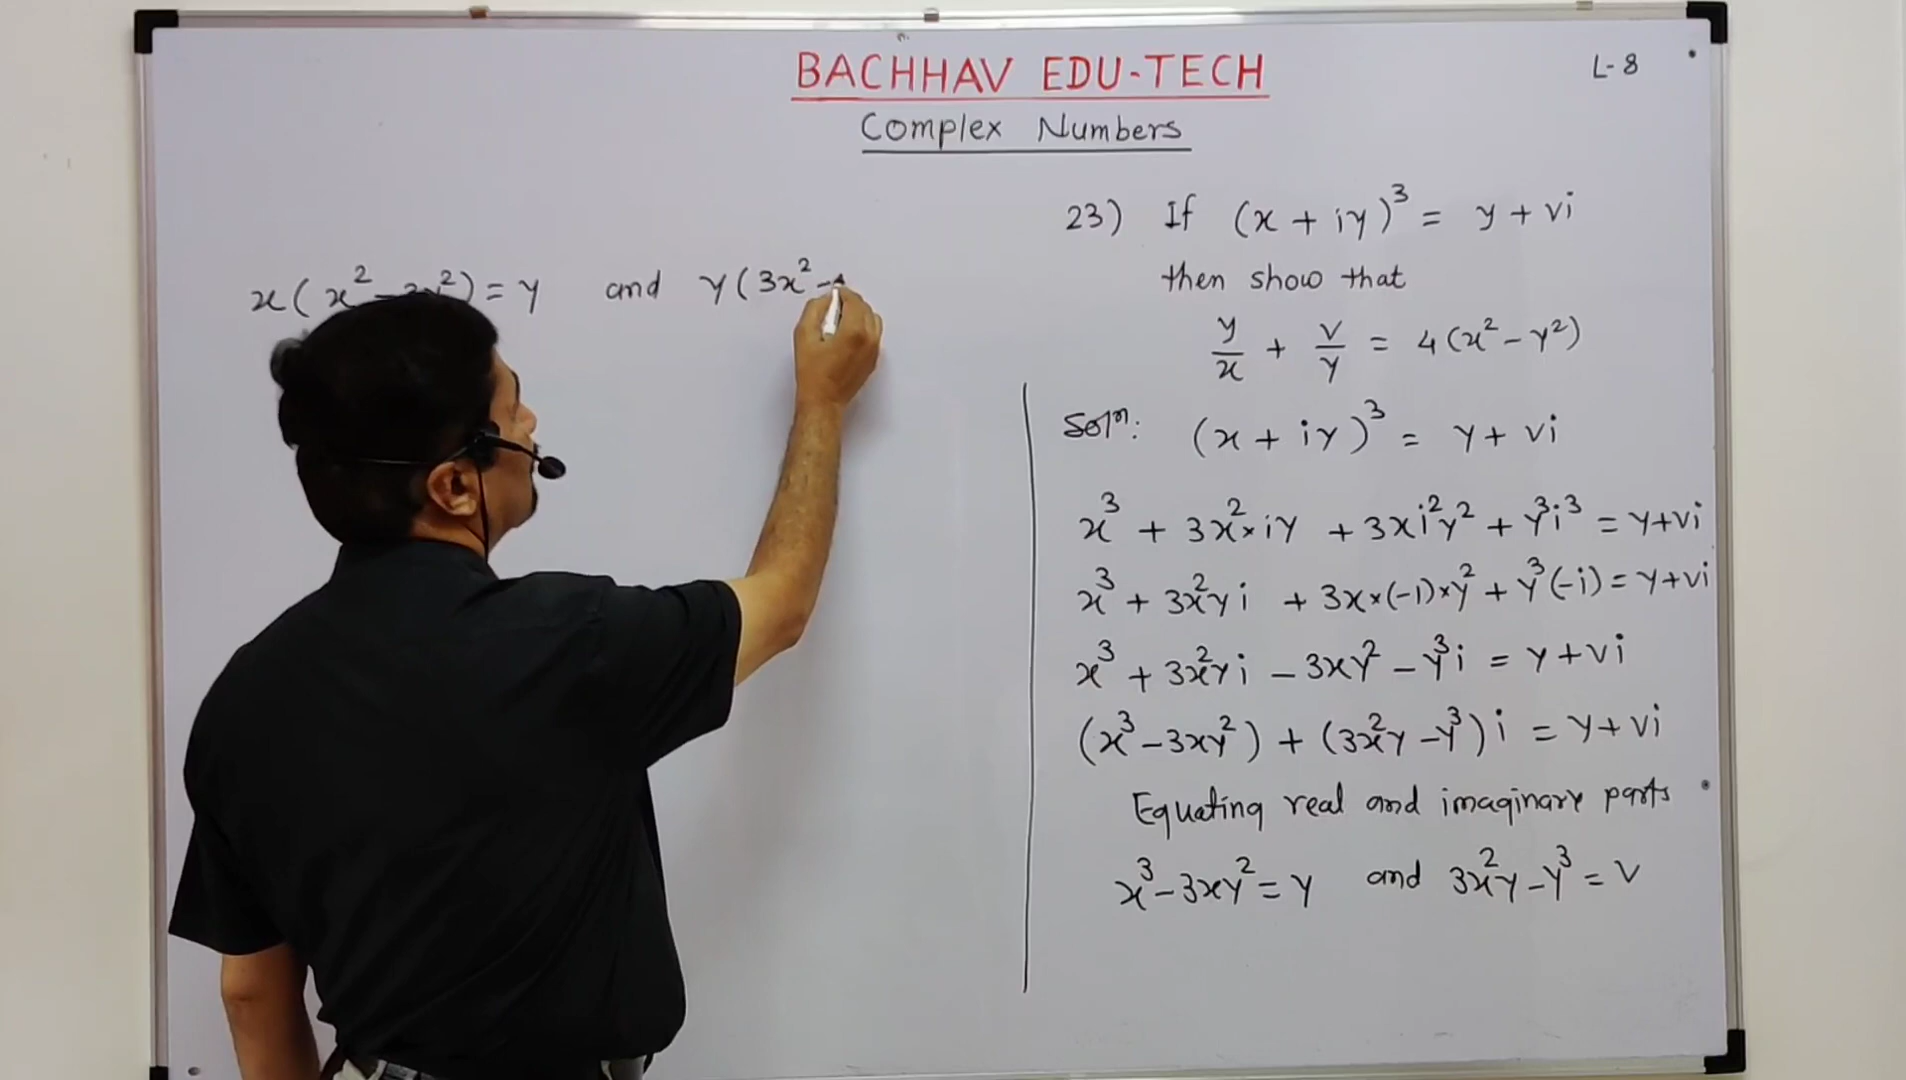 BACHHAV EDU-TECH
L-8
Complex Numbers
23) If (x + iy)³ = y + vi
then show that
y/x + v/y = 4(x² - y²)
Solⁿ: (x + iy)³ = y + vi
x³ + 3x²×iy + 3xi²y² + y³i³ = y+vi
x³ + 3x²yi + 3x×(-1)×y² + y³(-i) = y+vi
x³ + 3x²yi - 3xy² - y³i = y+vi
(x³-3xy²) + (3x²y-y³)i = y+vi
Equating real and imaginary parts
x³-3xy² = y and 3x²y-y³ = v
x(x²-3y²) = y and y(3x²-